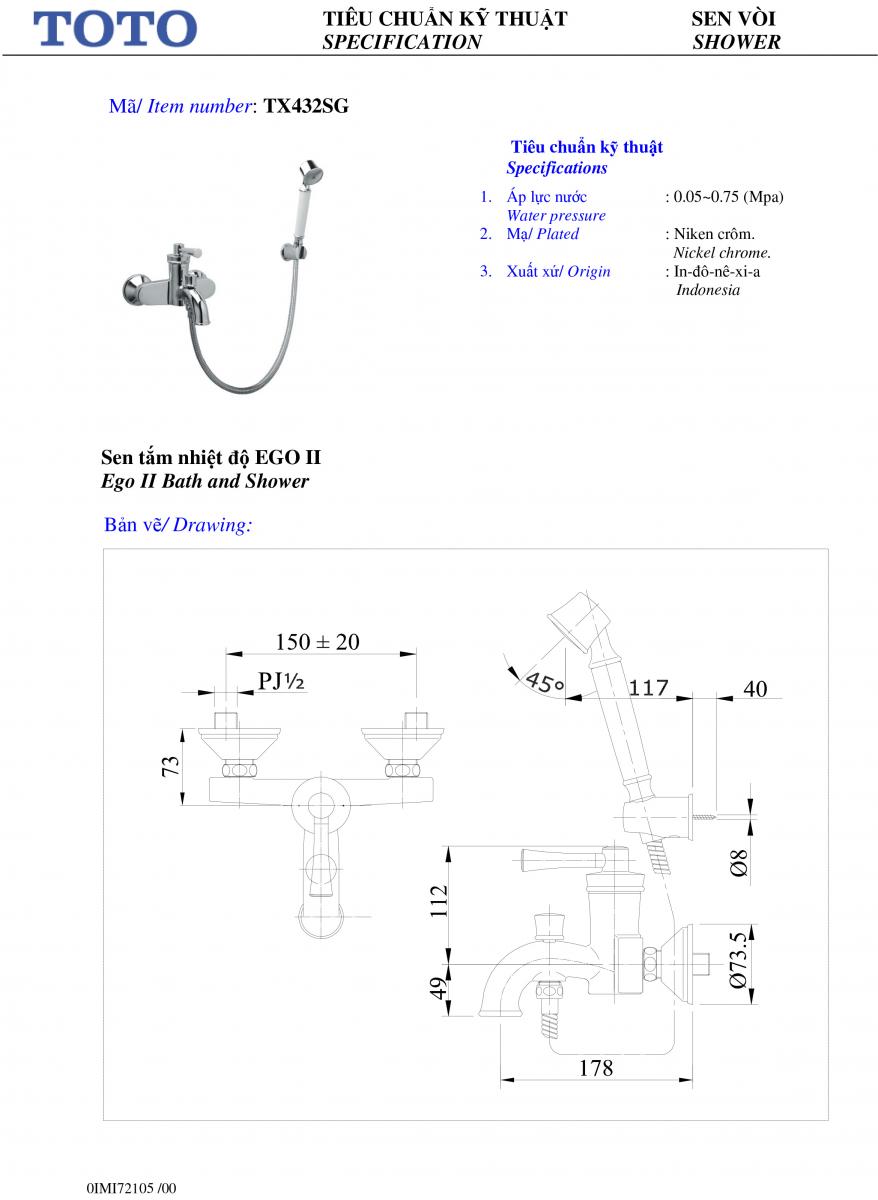 TOTO
TIÊU CHUẨN KỸ THUẬT
SPECIFICATION
SEN VÒI
SHOWER
Mã/ Item number: TX432SG
Tiêu chuẩn kỹ thuật
Specifications
1. Áp lực nước : 0.05~0.75 (Mpa)
Water pressure
2. Mạ/ Plated : Niken crôm.
Nickel chrome.
3. Xuất xứ/ Origin : In-đô-nê-xi-a
Indonesia
Sen tắm nhiệt độ EGO II
Ego II Bath and Shower
Bản vẽ/ Drawing:
150 ± 20
PJ½
73
45°
117
40
Ø8
112
49
Ø73.5
178
0IMI72105 /00